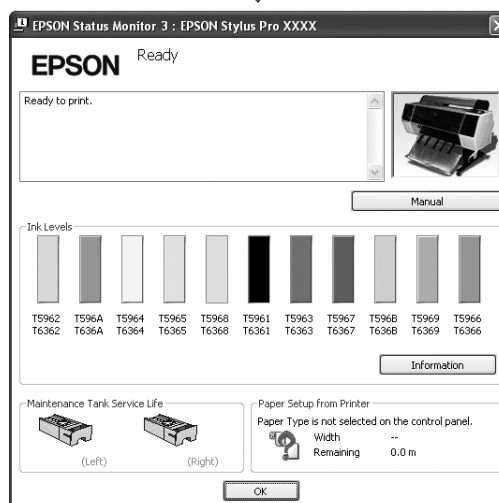 EPSON Status Monitor 3 : EPSON Stylus Pro XXXX
EPSON
Ready
Ready to print.
Manual
Ink Levels
T5962 T596A T5964 T5965 T5968 T5961 T5963 T5967 T596B T5969 T5966
T6362 T636A T6364 T6365 T6368 T6361 T6363 T6367 T636B T6369 T6366
Information
Maintenance Tank Service Life
(Left) (Right)
Paper Setup from Printer
Paper Type is not selected on the control panel.
Width --
Remaining 0.0 m
OK